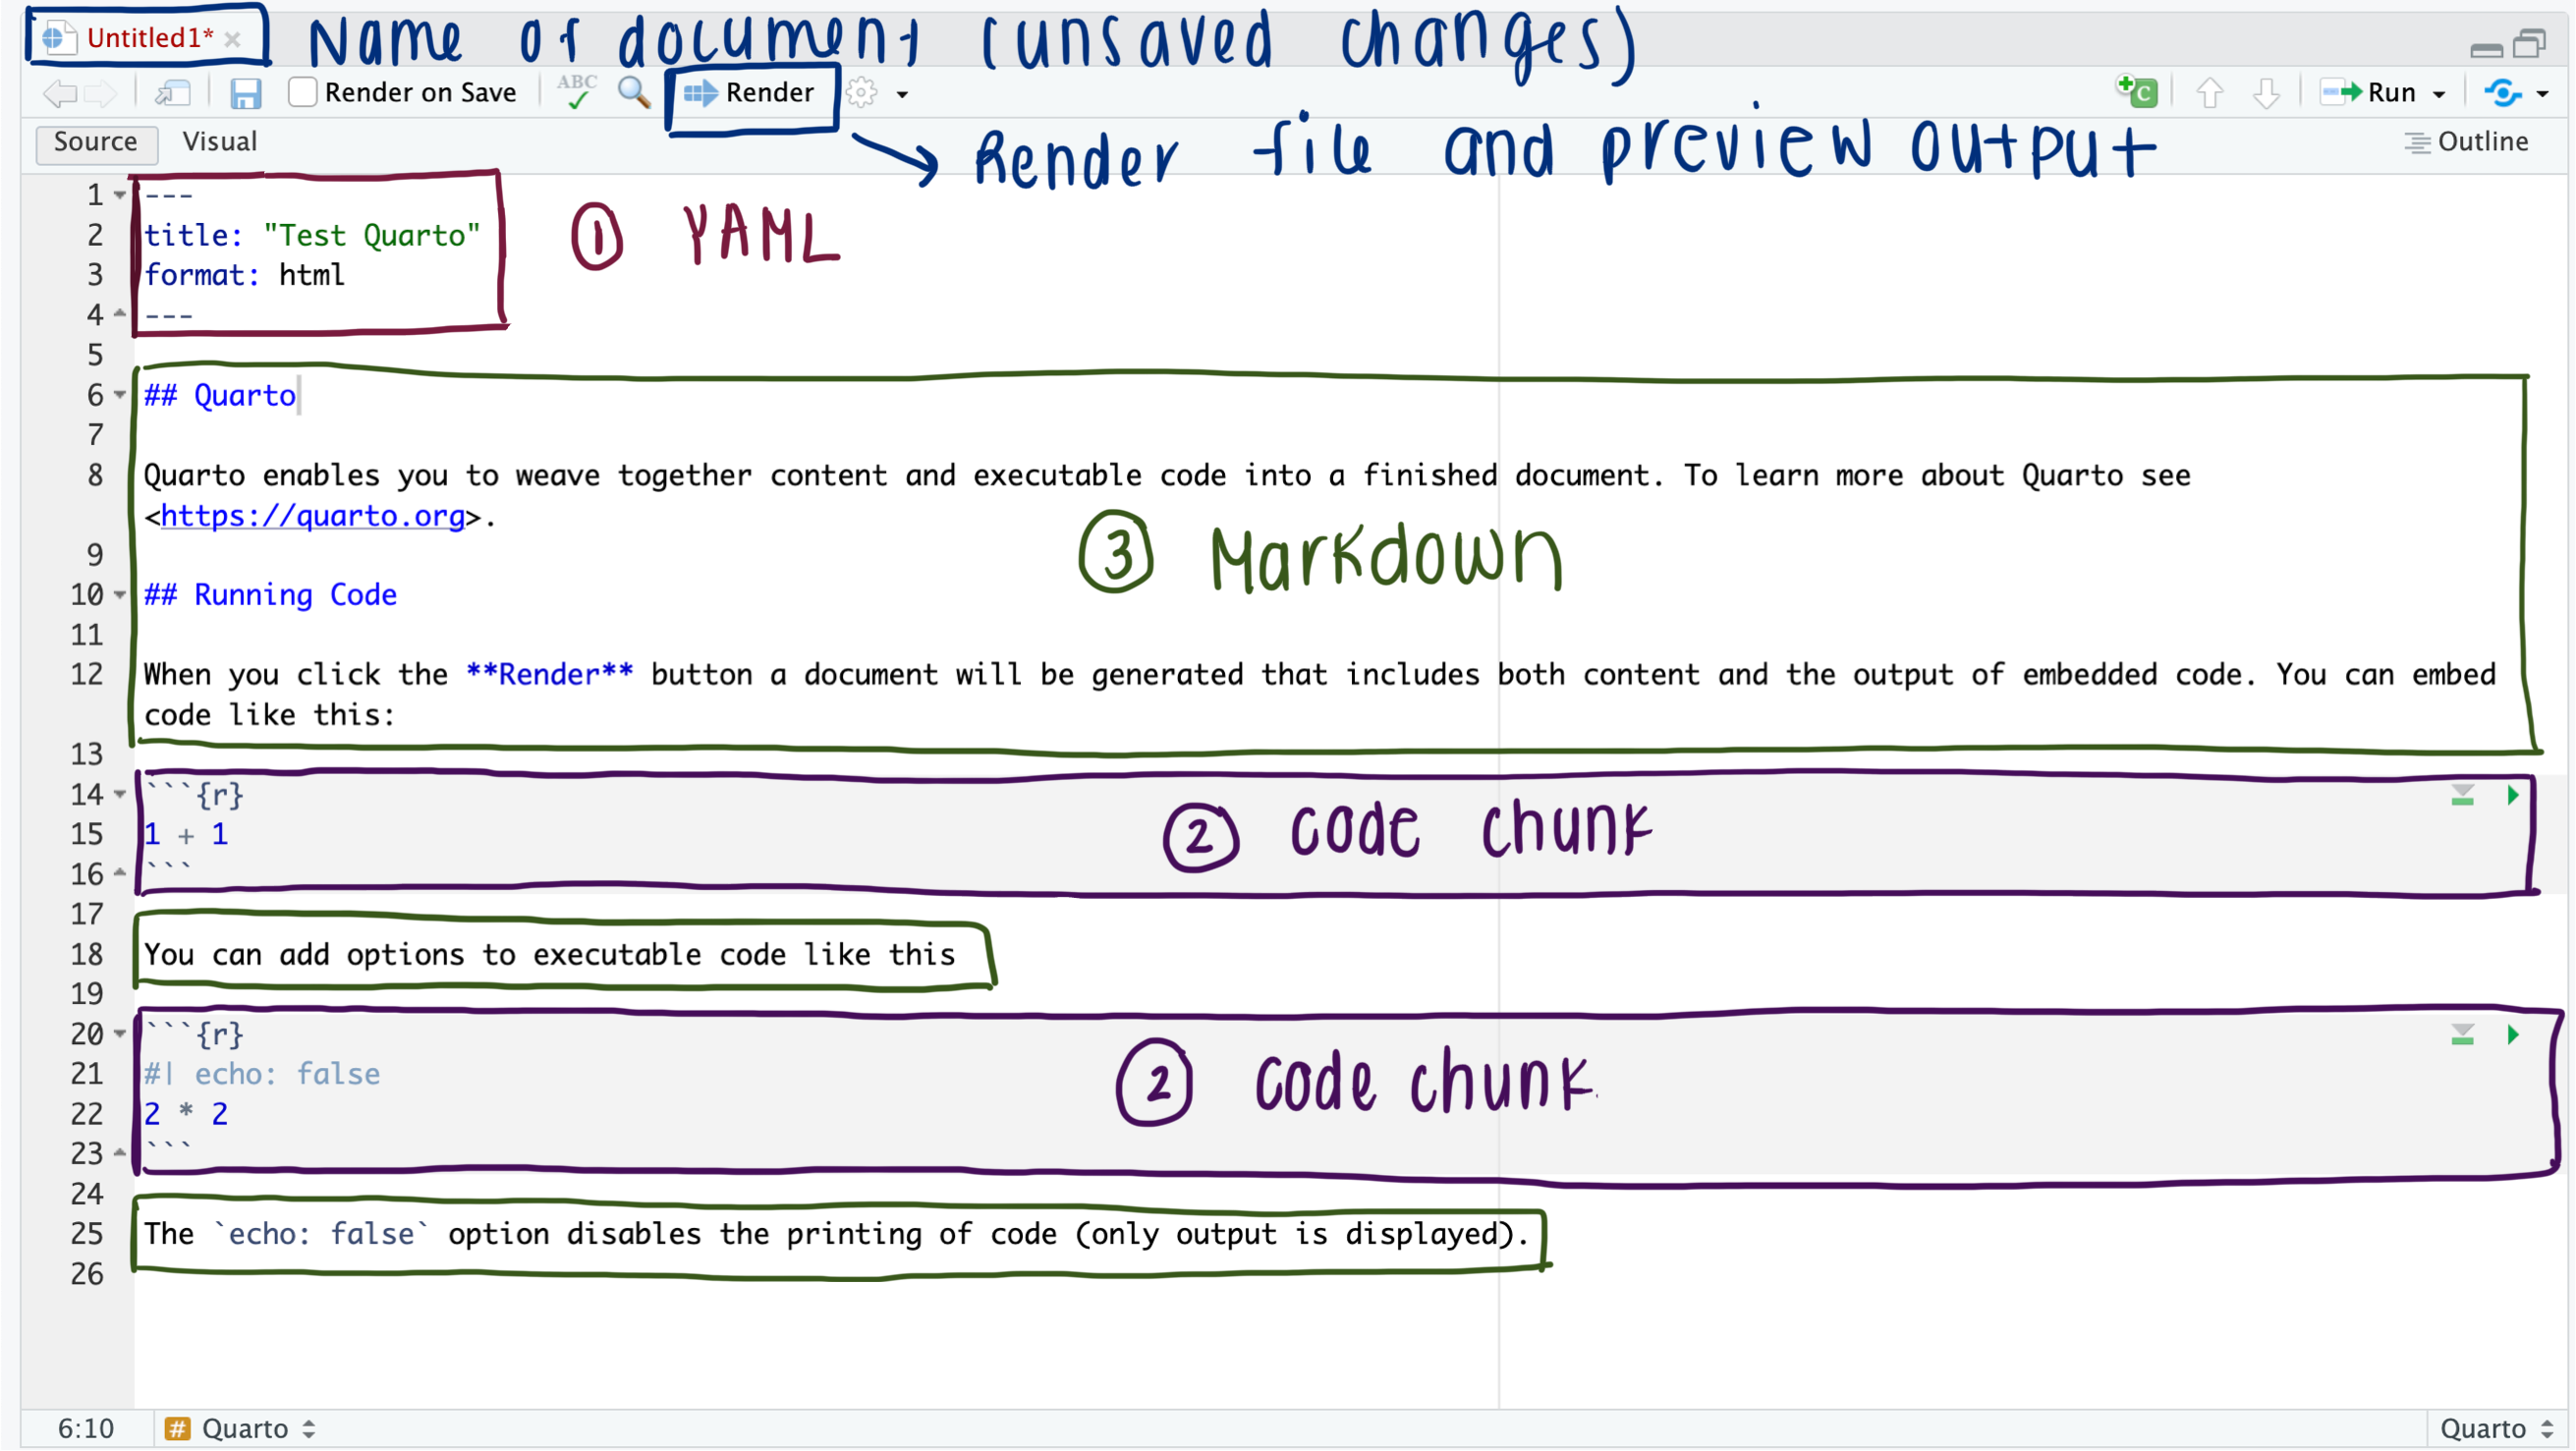 Untitled1* Name of document (unsaved changes)
Render on Save ABC Render C Run
Source Visual Render file and preview output Outline
1 ---
2 title: "Test Quarto" 1 YAML
3 format: html
4 ---
5
6 ## Quarto
7
8 Quarto enables you to weave together content and executable code into a finished document. To learn more about Quarto see
<https://quarto.org>.
9 3 Markdown
10 ## Running Code
11
12 When you click the **Render** button a document will be generated that includes both content and the output of embedded code. You can embed
code like this:
13
14 ```{r}
15 1 + 1 2 code chunk
16 ```
17
18 You can add options to executable code like this
19
20 ```{r}
21 #| echo: false 2 code chunk
22 2 * 2
23 ```
24
25 The `echo: false` option disables the printing of code (only output is displayed).
26
6:10 # Quarto Quarto